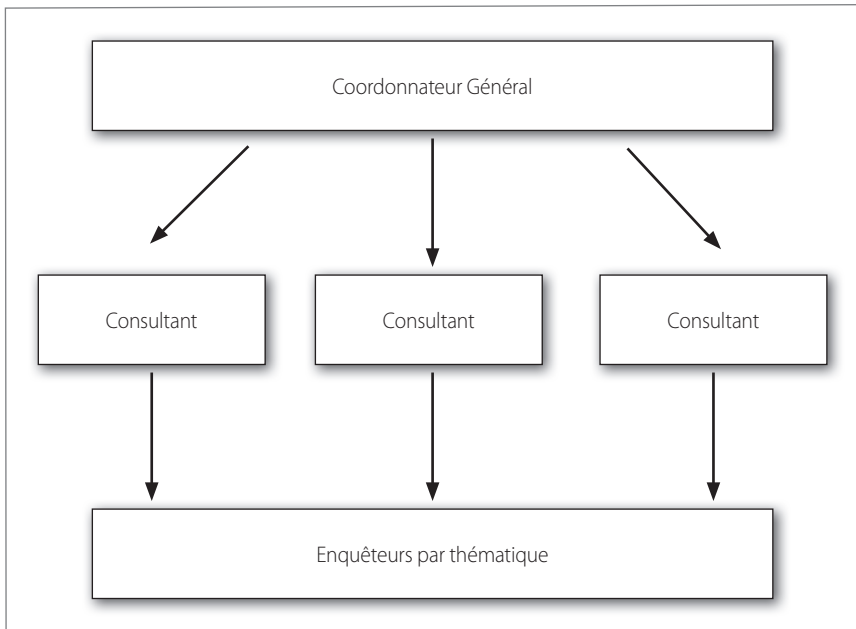 Coordonnateur Général
Consultant
Consultant
Consultant
Enquêteurs par thématique